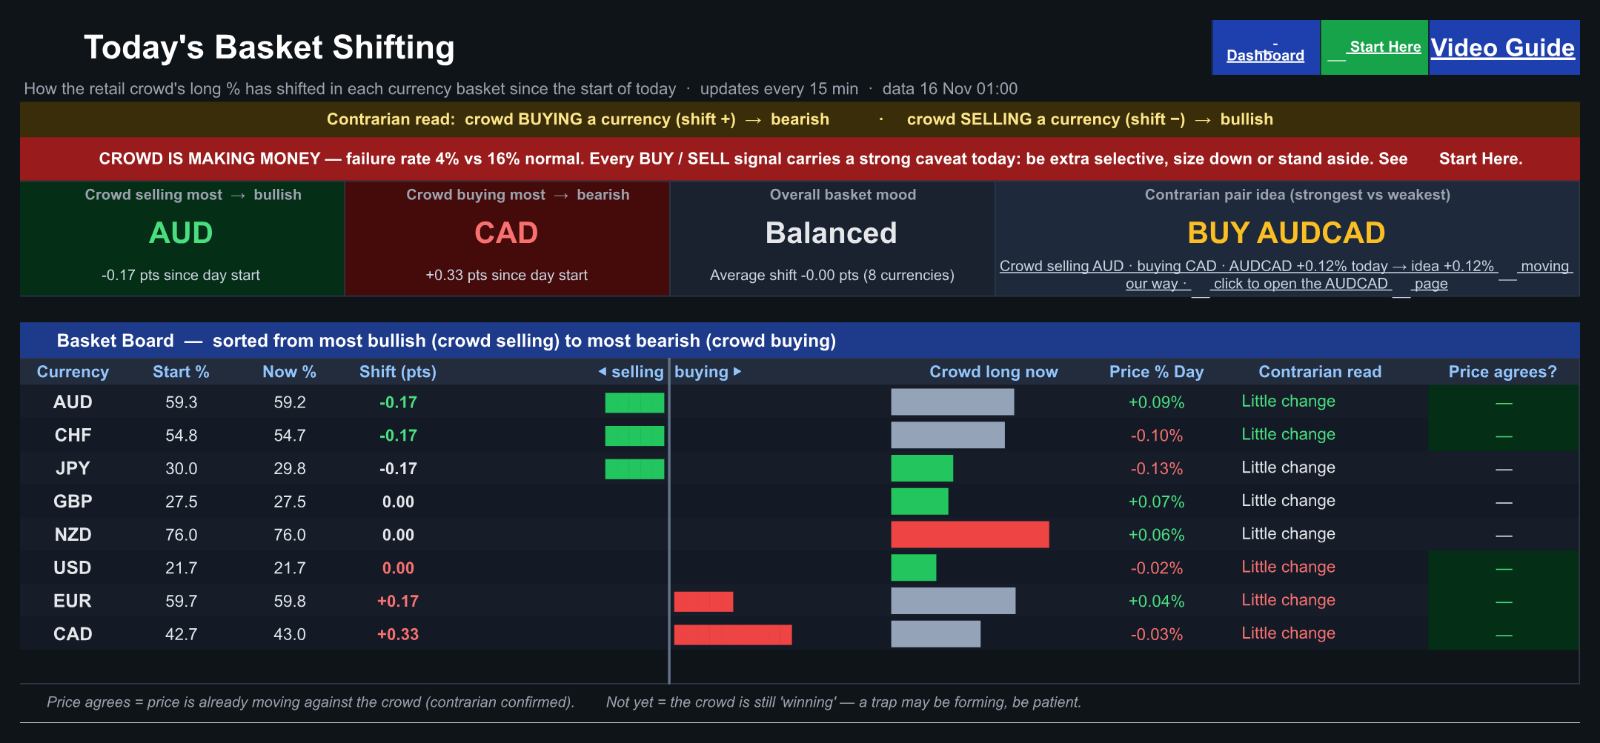 Today's Basket Shifting
Dashboard
Start Here
Video Guide
How the retail crowd's long % has shifted in each currency basket since the start of today · updates every 15 min · data 16 Nov 01:00
Contrarian read: crowd BUYING a currency (shift +) → bearish · crowd SELLING a currency (shift −) → bullish
CROWD IS MAKING MONEY — failure rate 4% vs 16% normal. Every BUY / SELL signal carries a strong caveat today: be extra selective, size down or stand aside. See Start Here.
Crowd selling most → bullish
AUD
-0.17 pts since day start
Crowd buying most → bearish
CAD
+0.33 pts since day start
Overall basket mood
Balanced
Average shift -0.00 pts (8 currencies)
Contrarian pair idea (strongest vs weakest)
BUY AUDCAD
Crowd selling AUD · buying CAD · AUDCAD +0.12% today → idea +0.12% __ moving
our way · __ click to open the AUDCAD __ page
Basket Board — sorted from most bullish (crowd selling) to most bearish (crowd buying)
Currency Start % Now % Shift (pts) ◄ selling buying ► Crowd long now Price % Day Contrarian read Price agrees?
AUD 59.3 59.2 -0.17 +0.09% Little change —
CHF 54.8 54.7 -0.17 -0.10% Little change —
JPY 30.0 29.8 -0.17 -0.13% Little change —
GBP 27.5 27.5 0.00 +0.07% Little change —
NZD 76.0 76.0 0.00 +0.06% Little change —
USD 21.7 21.7 0.00 -0.02% Little change —
EUR 59.7 59.8 +0.17 +0.04% Little change —
CAD 42.7 43.0 +0.33 -0.03% Little change —
Price agrees = price is already moving against the crowd (contrarian confirmed). Not yet = the crowd is still 'winning' — a trap may be forming, be patient.